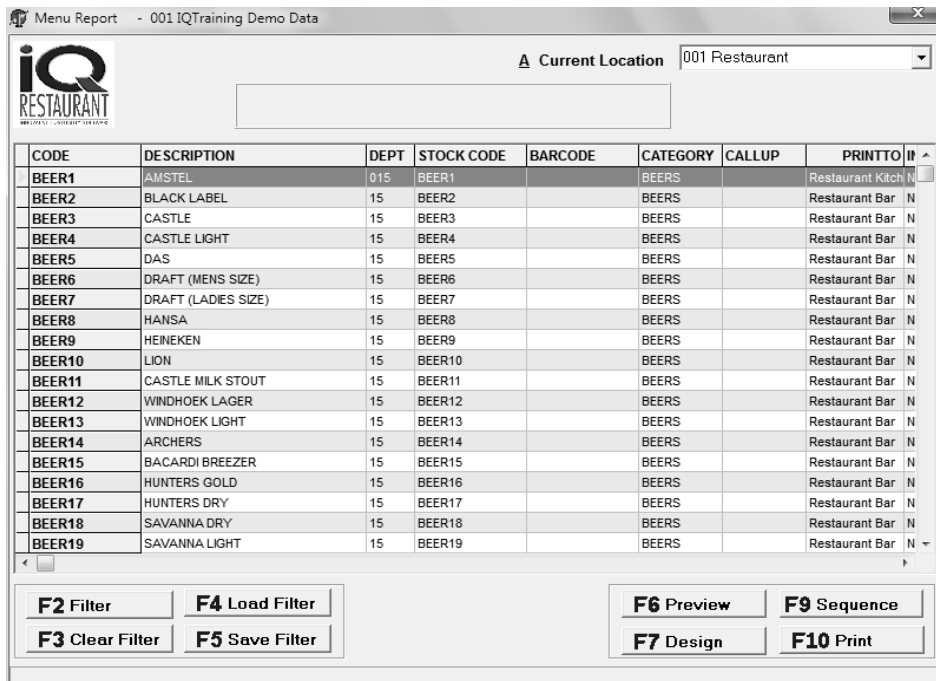 Menu Report - 001 IQTraining Demo Data
iQ
RESTAURANT
A Current Location 001 Restaurant
CODE DESCRIPTION DEPT STOCK CODE BARCODE CATEGORY CALLUP PRINTTO
BEER1 AMSTEL 015 BEER1 BEERS Restaurant Kitch N
BEER2 BLACK LABEL 15 BEER2 BEERS Restaurant Bar N
BEER3 CASTLE 15 BEER3 BEERS Restaurant Bar N
BEER4 CASTLE LIGHT 15 BEER4 BEERS Restaurant Bar N
BEER5 DAS 15 BEER5 BEERS Restaurant Bar N
BEER6 DRAFT (MENS SIZE) 15 BEER6 BEERS Restaurant Bar N
BEER7 DRAFT (LADIES SIZE) 15 BEER7 BEERS Restaurant Bar N
BEER8 HANSA 15 BEER8 BEERS Restaurant Bar N
BEER9 HEINEKEN 15 BEER9 BEERS Restaurant Bar N
BEER10 LION 15 BEER10 BEERS Restaurant Bar N
BEER11 CASTLE MILK STOUT 15 BEER11 BEERS Restaurant Bar N
BEER12 WINDHOEK LAGER 15 BEER12 BEERS Restaurant Bar N
BEER13 WINDHOEK LIGHT 15 BEER13 BEERS Restaurant Bar N
BEER14 ARCHERS 15 BEER14 BEERS Restaurant Bar N
BEER15 BACARDI BREEZER 15 BEER15 BEERS Restaurant Bar N
BEER16 HUNTERS GOLD 15 BEER16 BEERS Restaurant Bar N
BEER17 HUNTERS DRY 15 BEER17 BEERS Restaurant Bar N
BEER18 SAVANNA DRY 15 BEER18 BEERS Restaurant Bar N
BEER19 SAVANNA LIGHT 15 BEER19 BEERS Restaurant Bar N
F2 Filter F4 Load Filter F6 Preview F9 Sequence
F3 Clear Filter F5 Save Filter F7 Design F10 Print